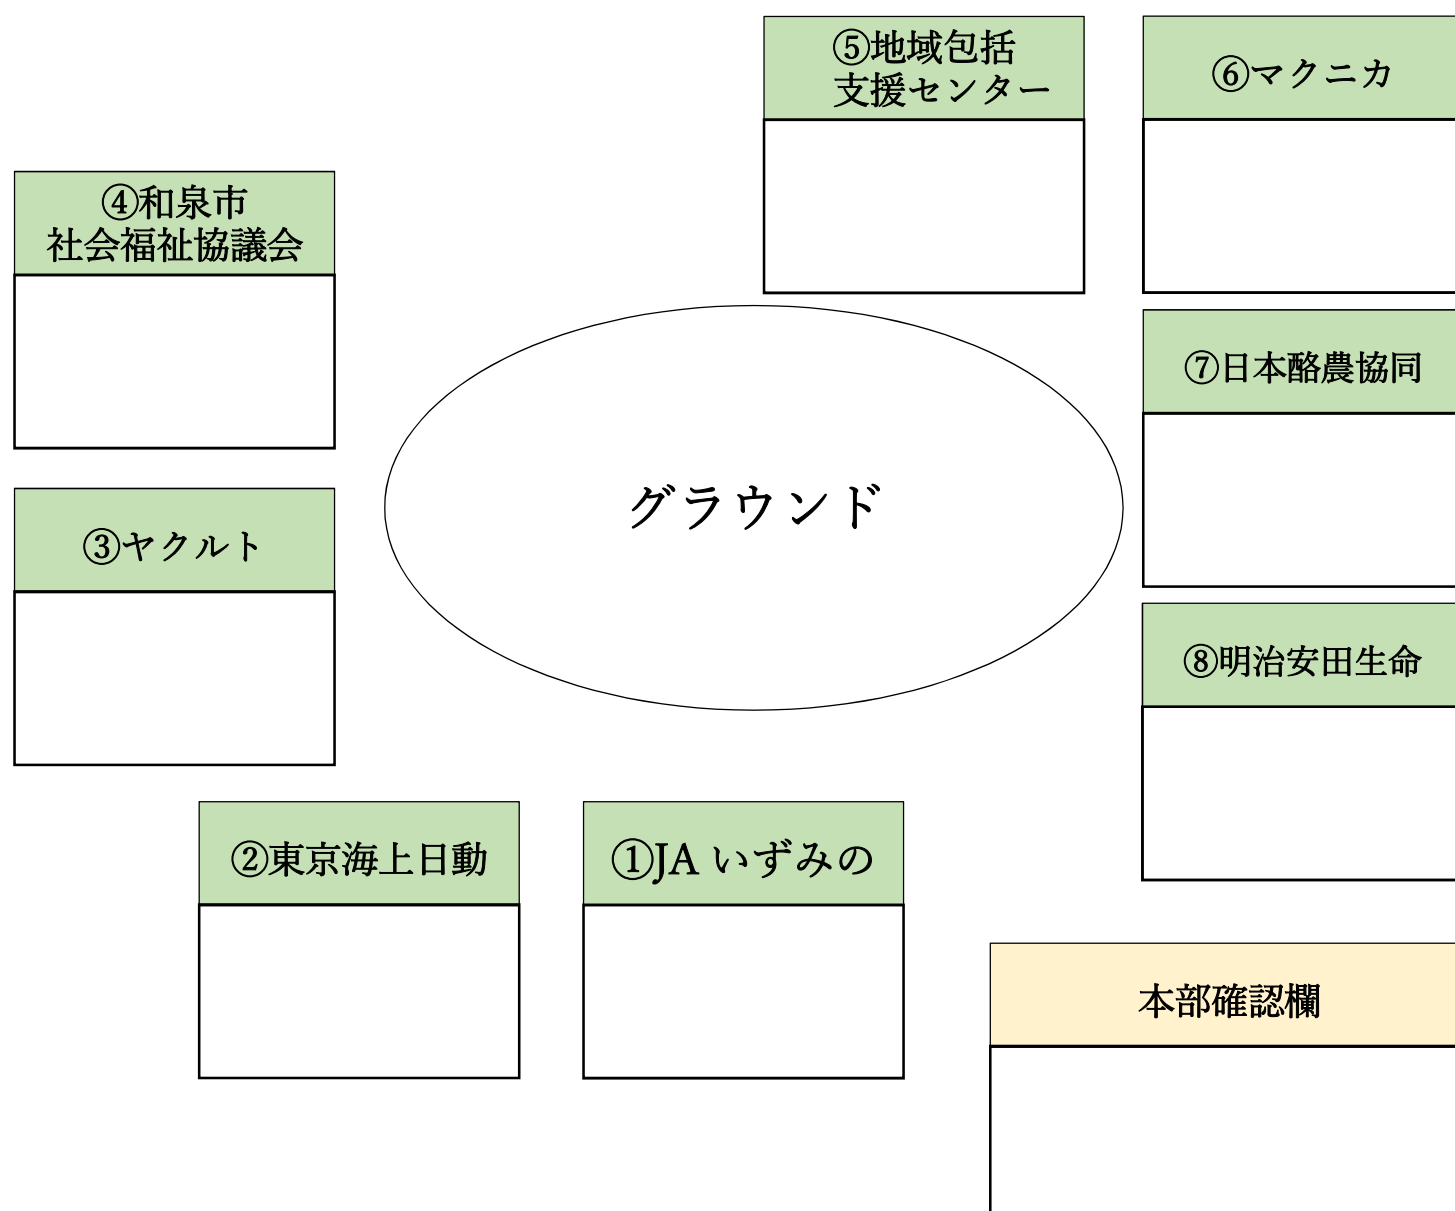 ⑤地域包括
支援センター
⑥マクニカ
④和泉市
社会福祉協議会
⑦日本酪農協同
グラウンド
③ヤクルト
⑧明治安田生命
②東京海上日動
①JA いずみの
本部確認欄